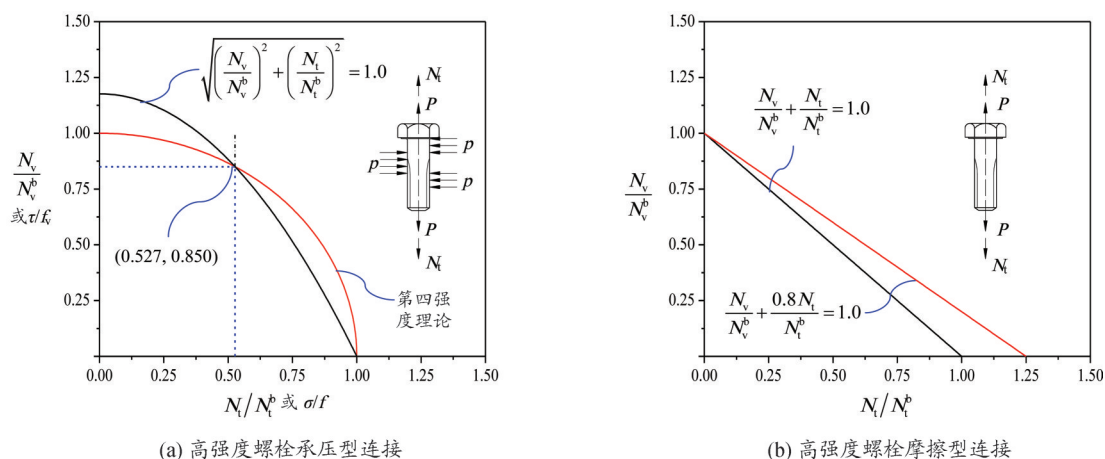 1.50
1.25
1.00
0.75
0.50
0.25
0.00
0.25
0.50
0.75
1.00
1.25
1.50
N_v/N_v^b
或τ/f_v
N_t/N_t^b 或 σ/f
√((N_v/N_v^b)^2+(N_t/N_t^b)^2)=1.0
(0.527, 0.850)
第四强
度理论
N_t
P
p
p
p
P
N_t
(a) 高强度螺栓承压型连接
1.50
1.25
1.00
0.75
0.50
0.25
0.00
0.25
0.50
0.75
1.00
1.25
1.50
N_v/N_v^b
N_t/N_t^b
N_v/N_v^b+N_t/N_t^b=1.0
N_v/N_v^b+0.8N_t/N_t^b=1.0
N_t
P
P
N_t
(b) 高强度螺栓摩擦型连接